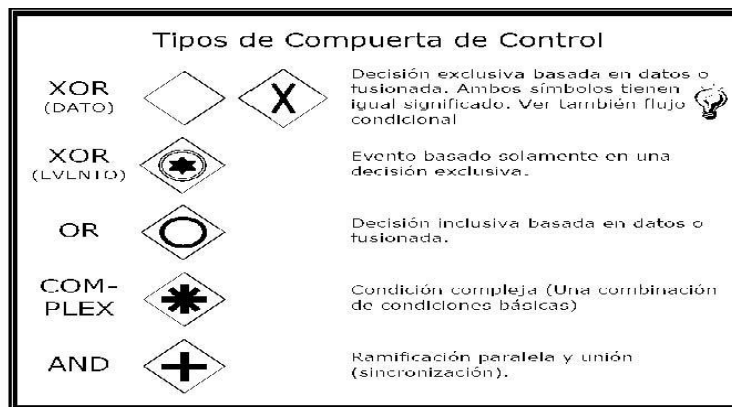 Tipos de Compuerta de Control
XOR
(DATO)
X
Decisión exclusiva basada en datos o
fusionada. Ambos símbolos tienen
igual significado. Ver también flujo
condicional
XOR
(EVENTO)
Evento basado solamente en una
decisión exclusiva.
OR
Decisión inclusiva basada en datos o
fusionada.
COM-
PLEX
Condición compleja (Una combinación
de condiciones básicas)
AND
Ramificación paralela y unión
(sincronización).